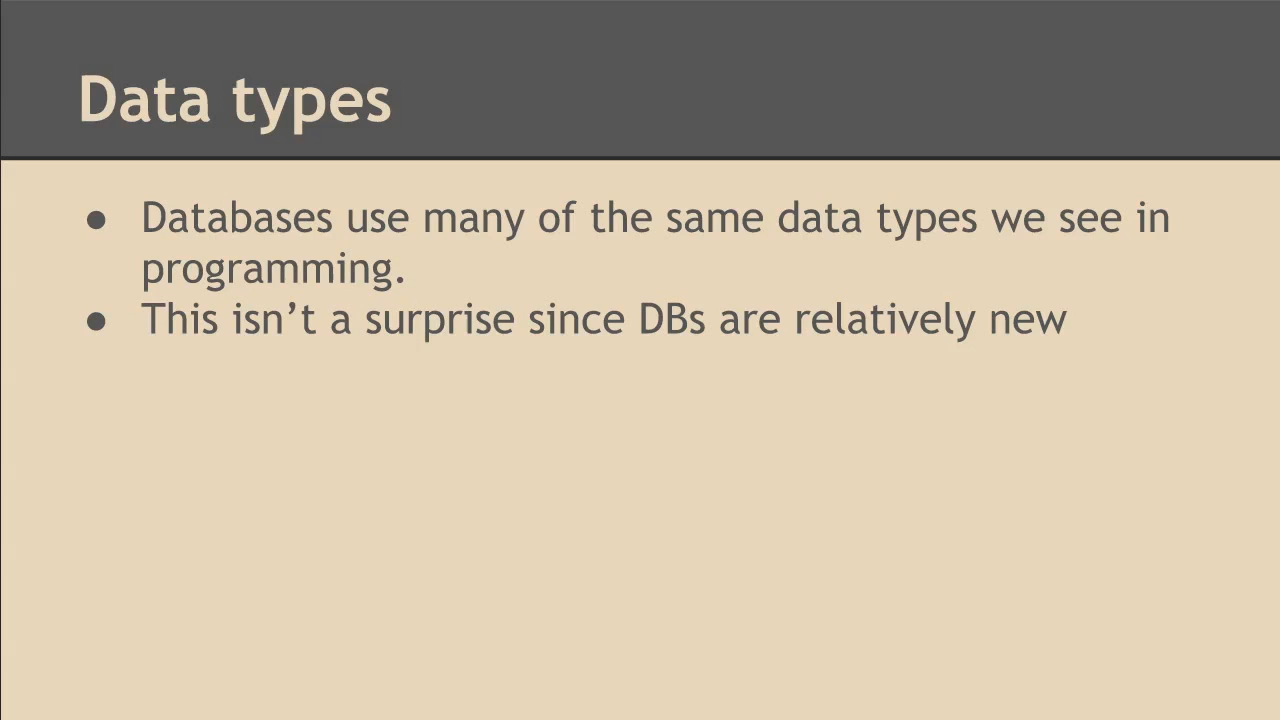 Data types
● Databases use many of the same data types we see in
programming.
● This isn’t a surprise since DBs are relatively new